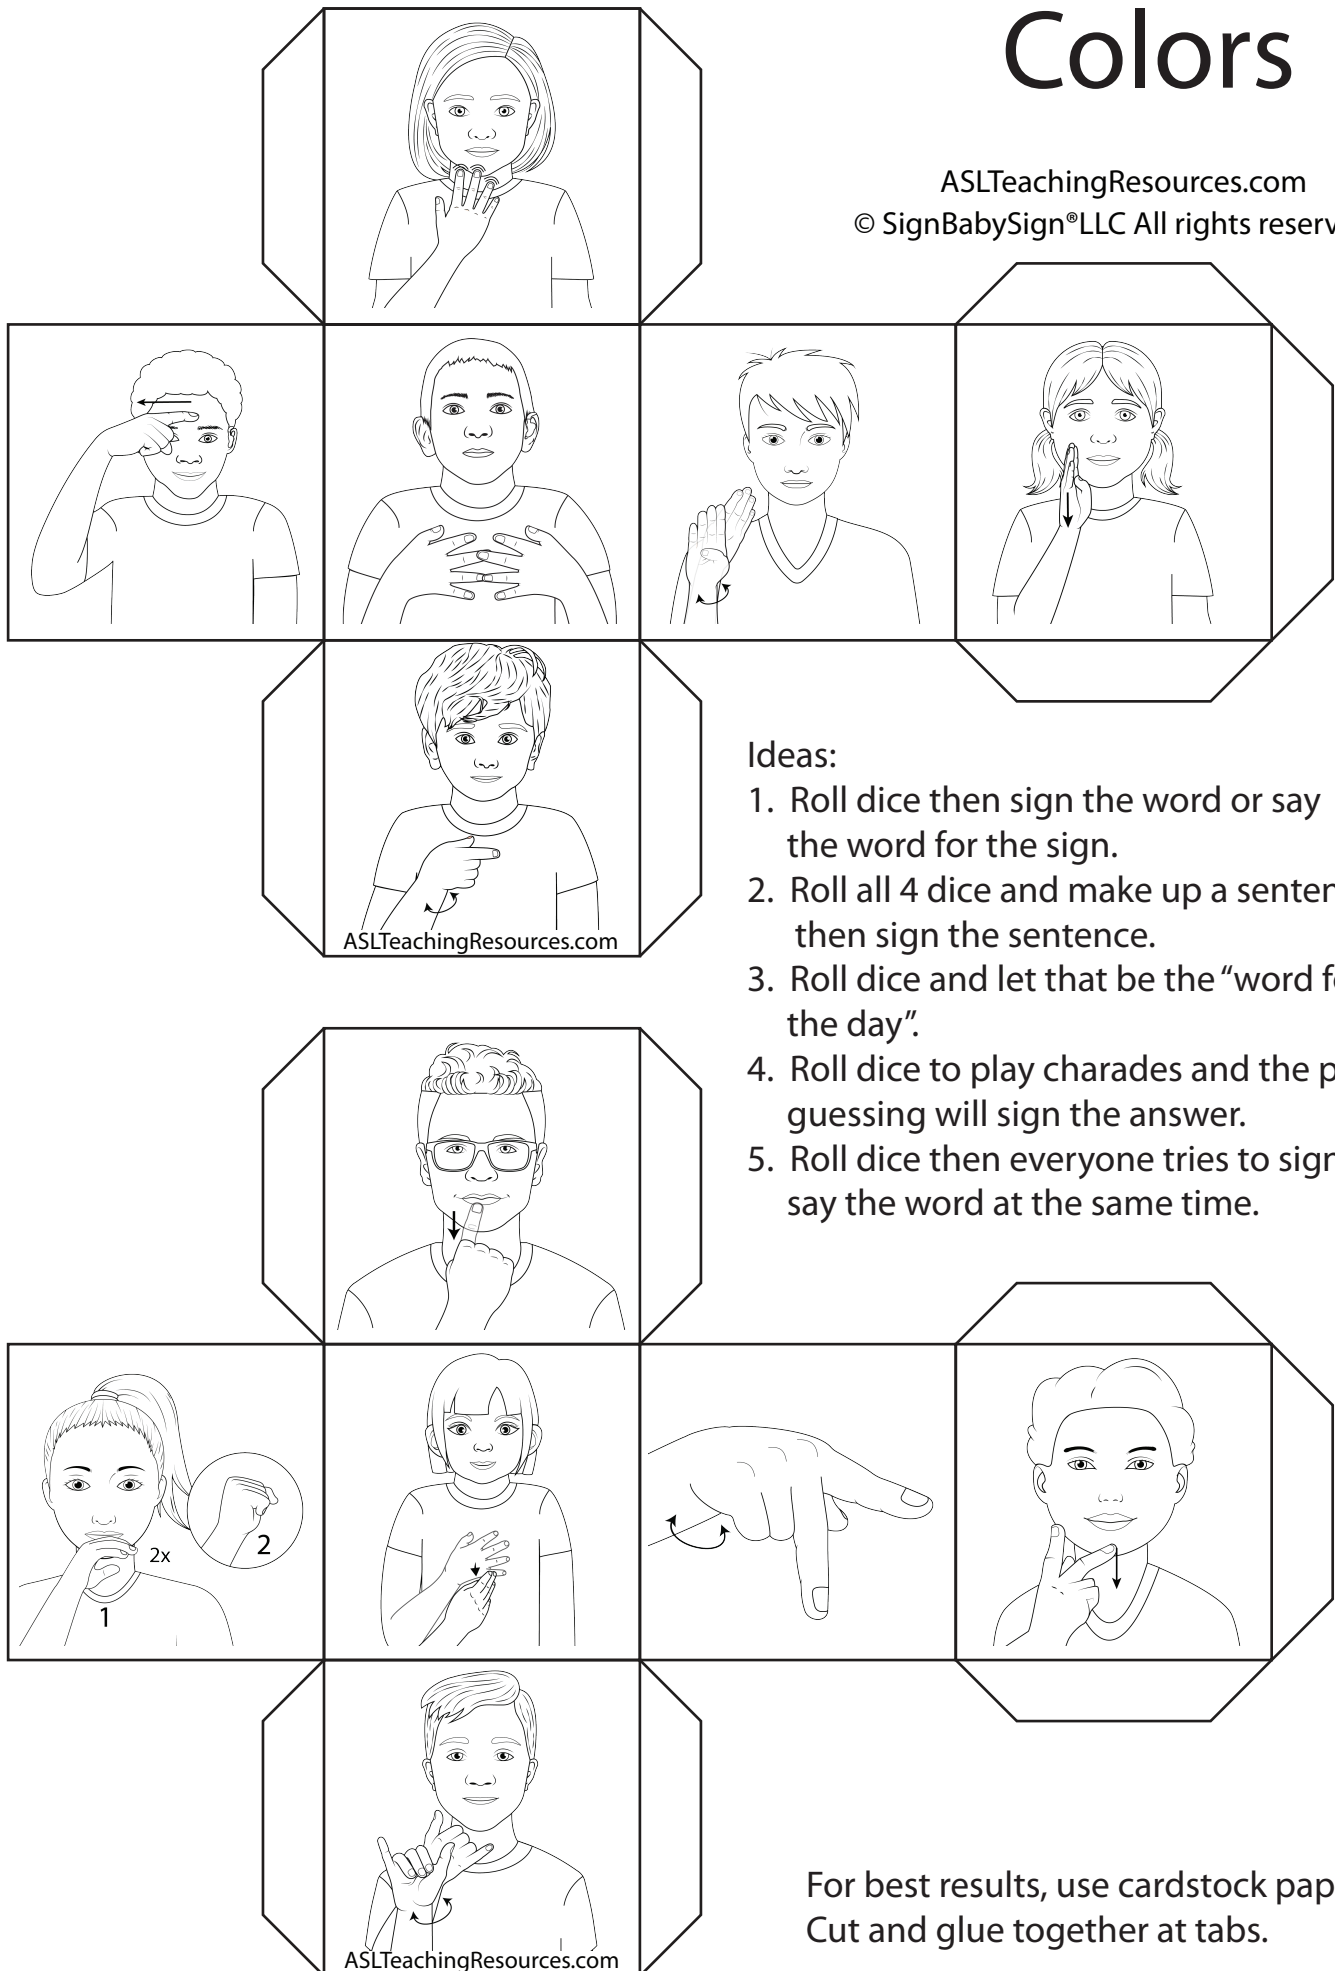 Colors
ASLTeachingResources.com
© SignBabySign®LLC All rights reserv
Ideas:
1. Roll dice then sign the word or say
the word for the sign.
2. Roll all 4 dice and make up a senten
then sign the sentence.
3. Roll dice and let that be the “word f
the day”.
4. Roll dice to play charades and the p
guessing will sign the answer.
5. Roll dice then everyone tries to sign
say the word at the same time.
ASLTeachingResources.com
2x
2
1
ASLTeachingResources.com
For best results, use cardstock pap
Cut and glue together at tabs.